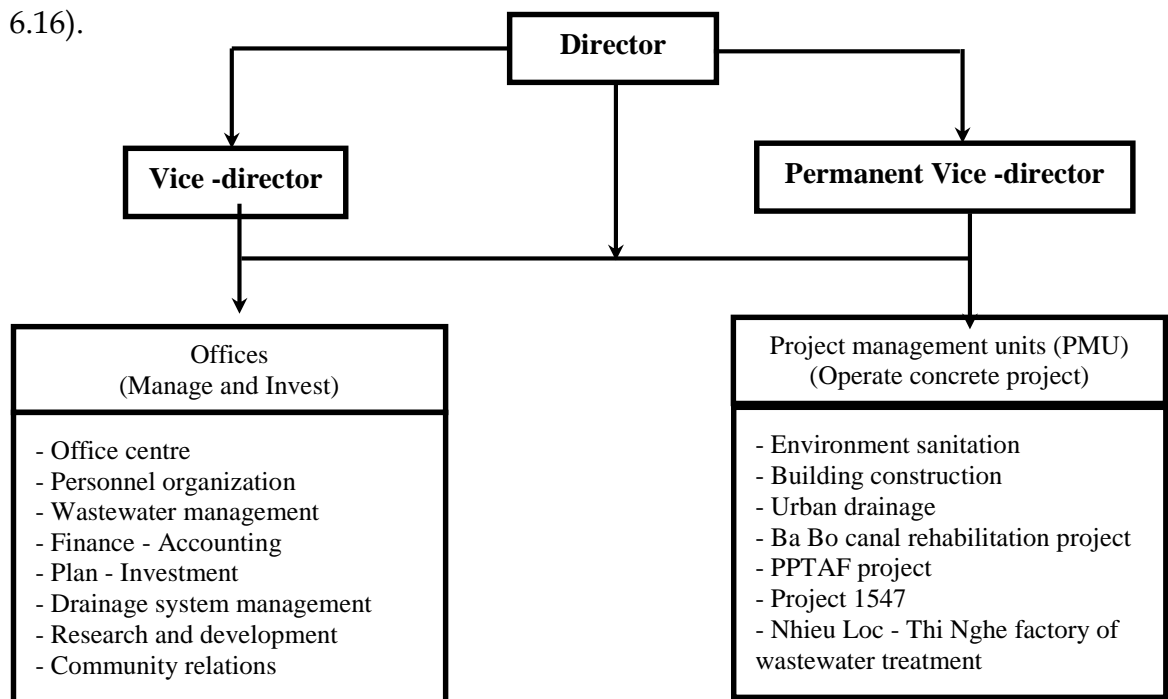 6.16).
Director
Vice -director
Permanent Vice -director
Offices
(Manage and Invest)
- Office centre
- Personnel organization
- Wastewater management
- Finance - Accounting
- Plan - Investment
- Drainage system management
- Research and development
- Community relations
Project management units (PMU)
(Operate concrete project)
- Environment sanitation
- Building construction
- Urban drainage
- Ba Bo canal rehabilitation project
- PPTAF project
- Project 1547
- Nhieu Loc - Thi Nghe factory of
wastewater treatment